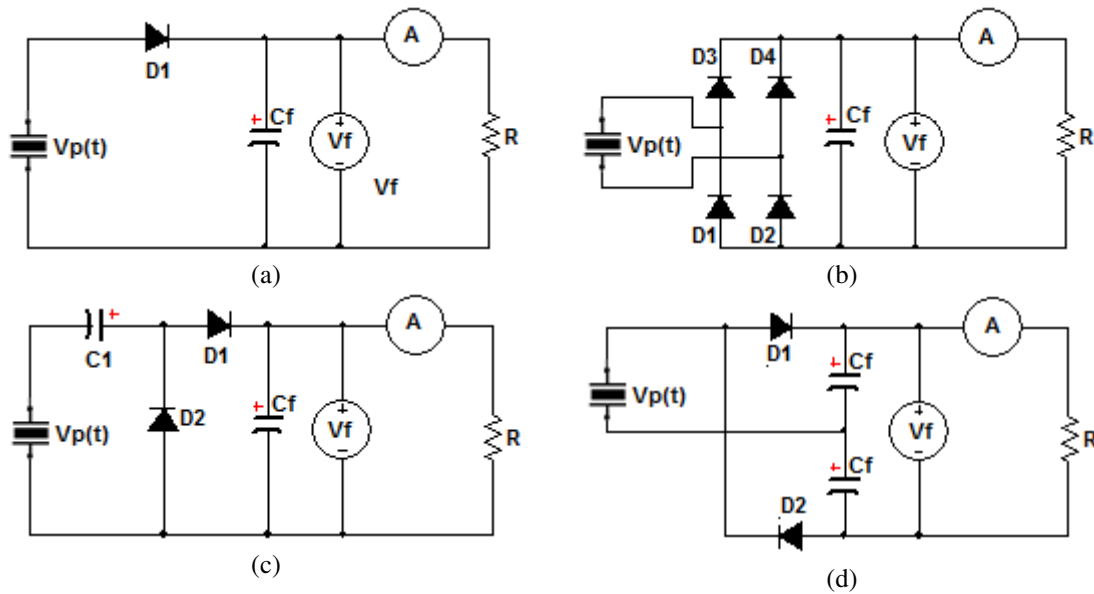 A
D1
+ Cf
+
Vp(t)
Vf
-
R
Vf
(a)
A
D3 D4
+ Cf
+
Vp(t)
Vf
-
R
D1 D2
(b)
A
+
C1
D1
+ Cf
D2
+
Vp(t)
Vf
-
R
(c)
A
D1
+ Cf
Vp(t)
+
Vf
-
R
+ Cf
D2
(d)